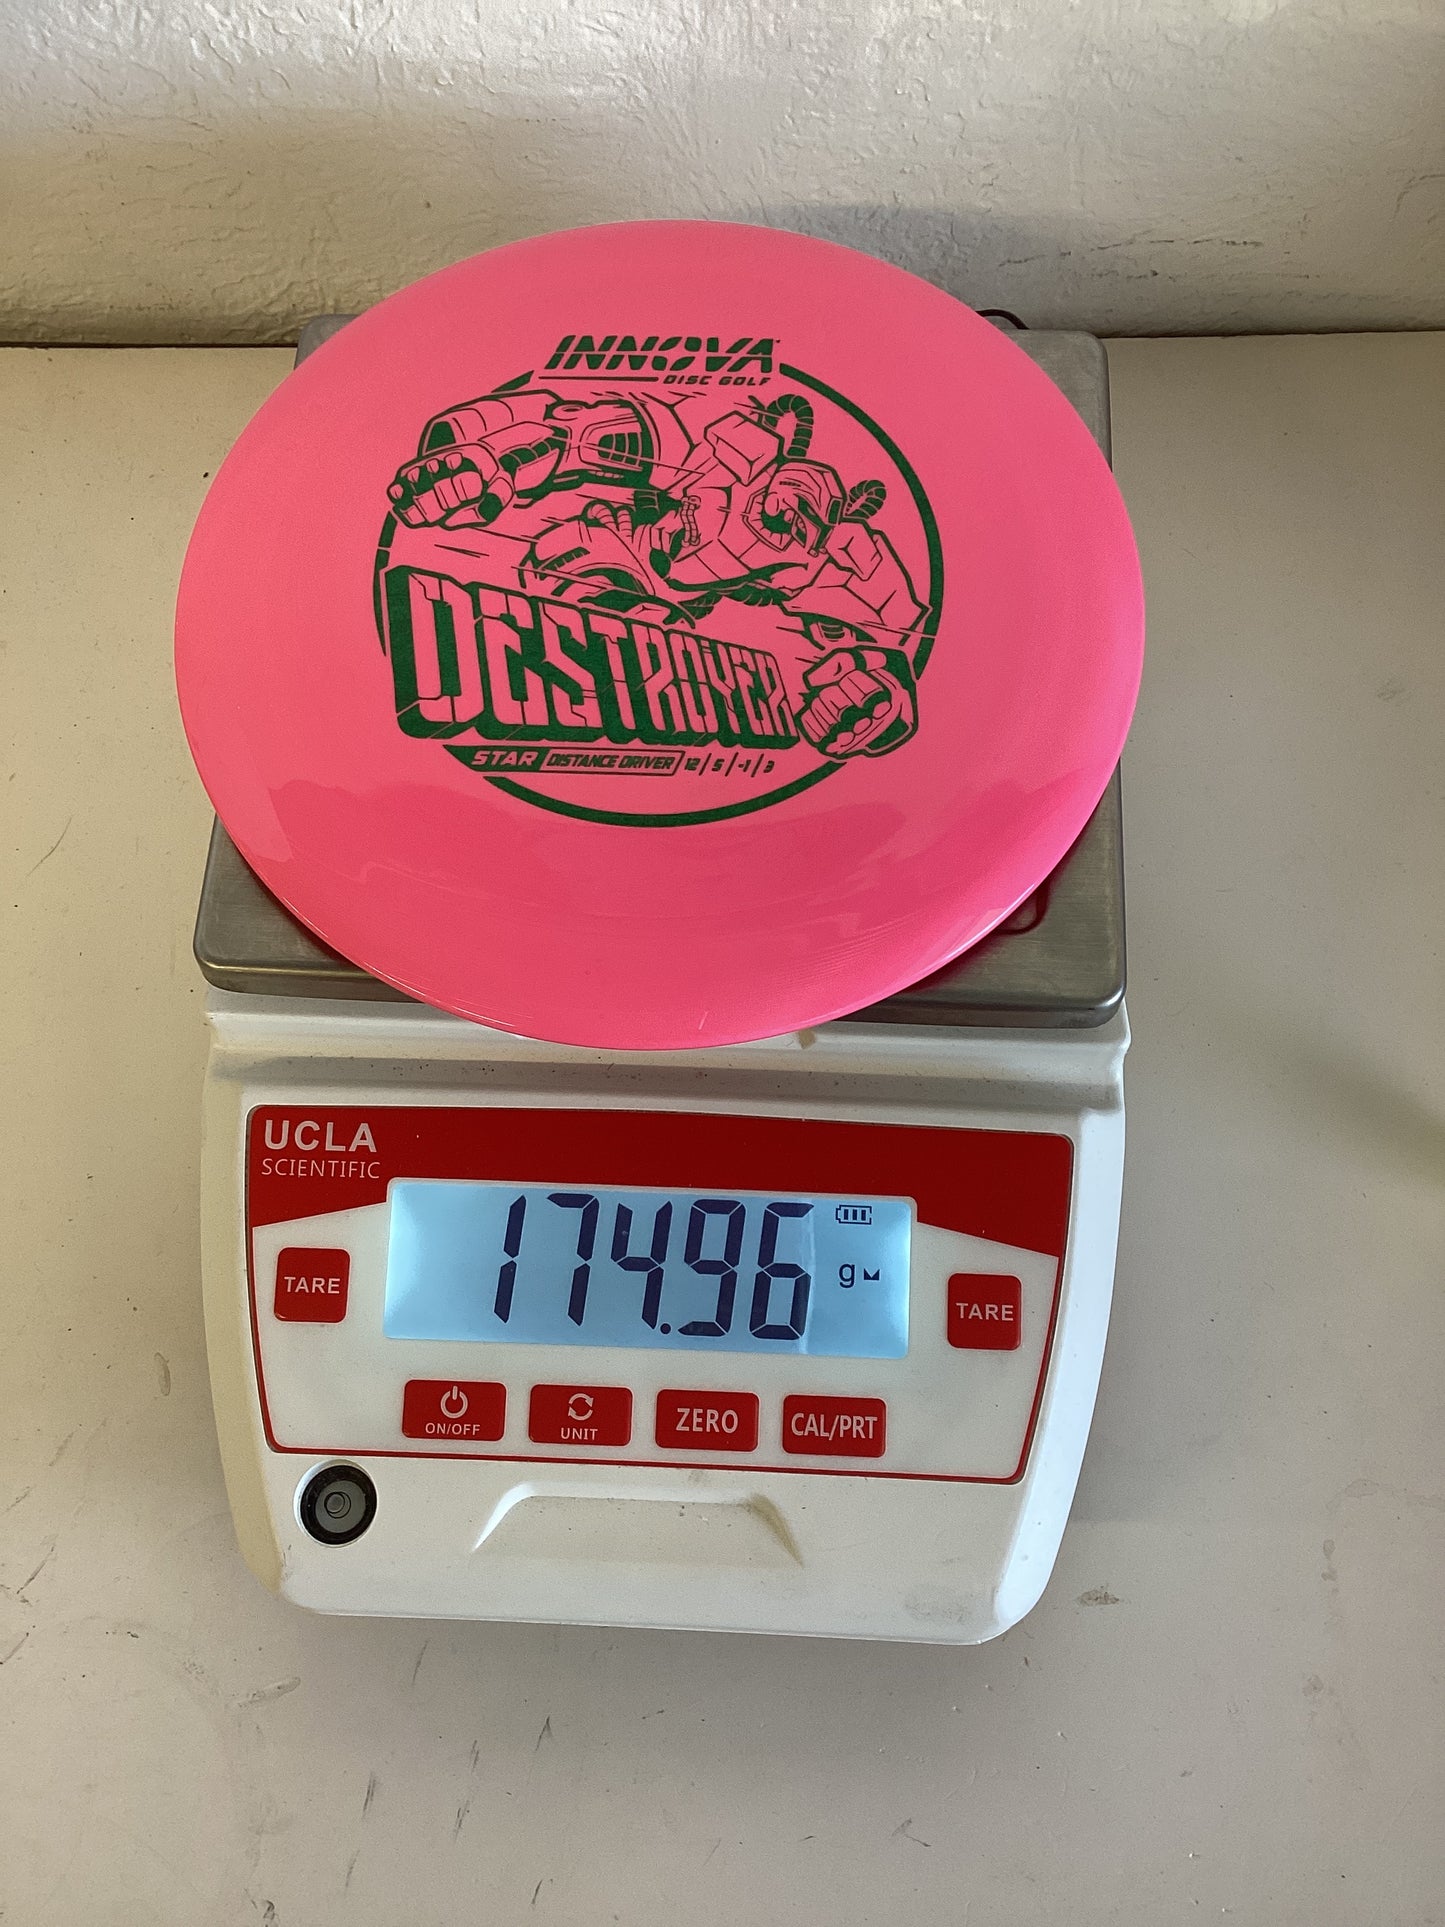 INNOVA
DISC GOLF
DESTROYER
STAR DISTANCE DRIVER 12/5/-1/3
UCLA
SCIENTIFIC
174.96 g
TARE
TARE
ON/OFF
UNIT
ZERO
CAL/PRT